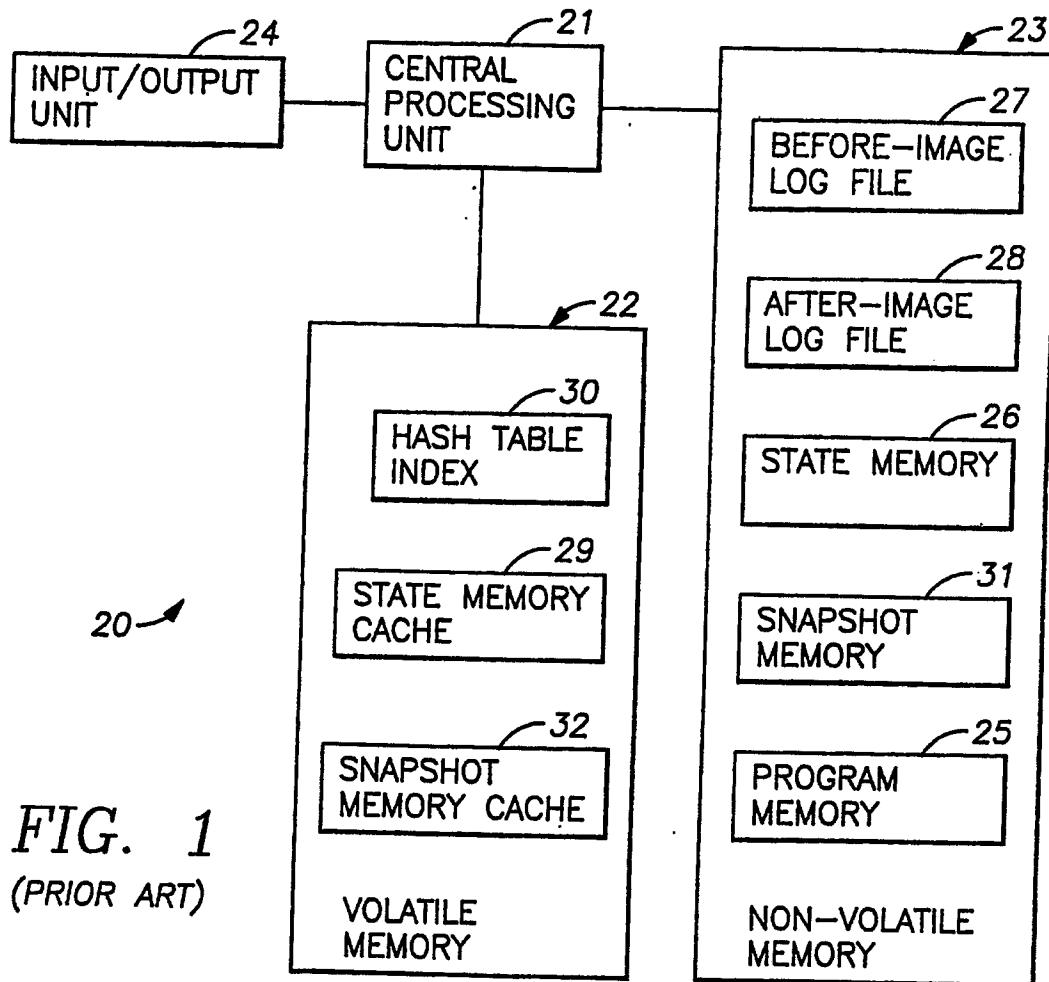 24
INPUT/OUTPUT
UNIT
21
CENTRAL
PROCESSING
UNIT
23
27
BEFORE-IMAGE
LOG FILE
28
AFTER-IMAGE
LOG FILE
26
STATE MEMORY
31
SNAPSHOT
MEMORY
25
PROGRAM
MEMORY
NON-VOLATILE
MEMORY
22
30
HASH TABLE
INDEX
29
STATE MEMORY
CACHE
32
SNAPSHOT
MEMORY CACHE
VOLATILE
MEMORY
20
FIG. 1
(PRIOR ART)